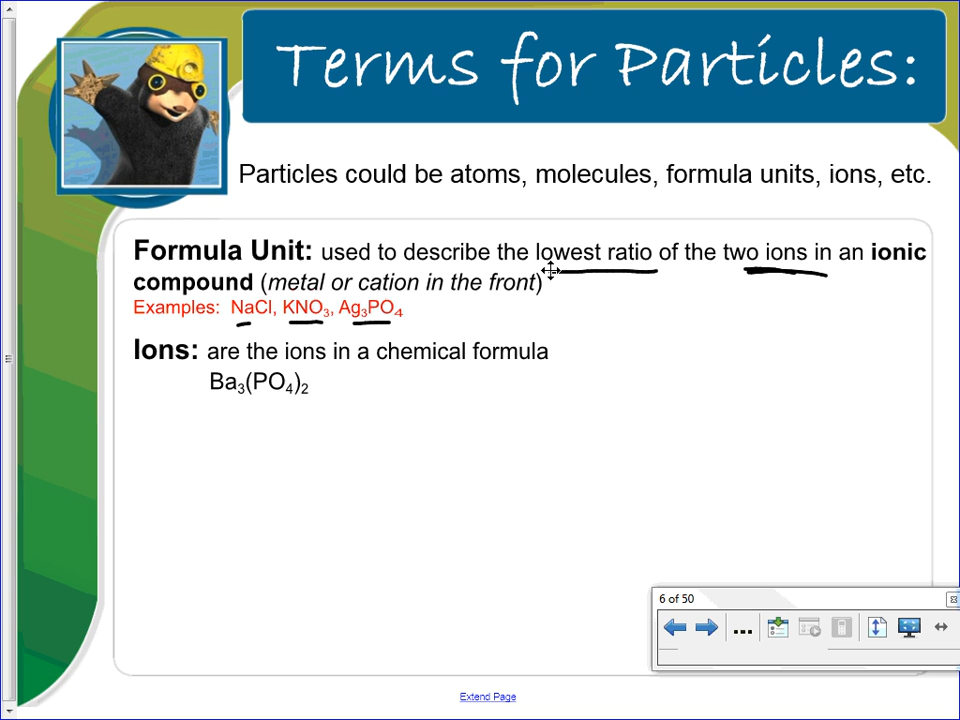 Terms for Particles:
Particles could be atoms, molecules, formula units, ions, etc.
Formula Unit: used to describe the lowest ratio of the two ions in an ionic
compound (metal or cation in the front)
Examples: NaCl, KNO₃, Ag₃PO₄
Ions: are the ions in a chemical formula
Ba₃(PO₄)₂
6 of 50
Extend Page